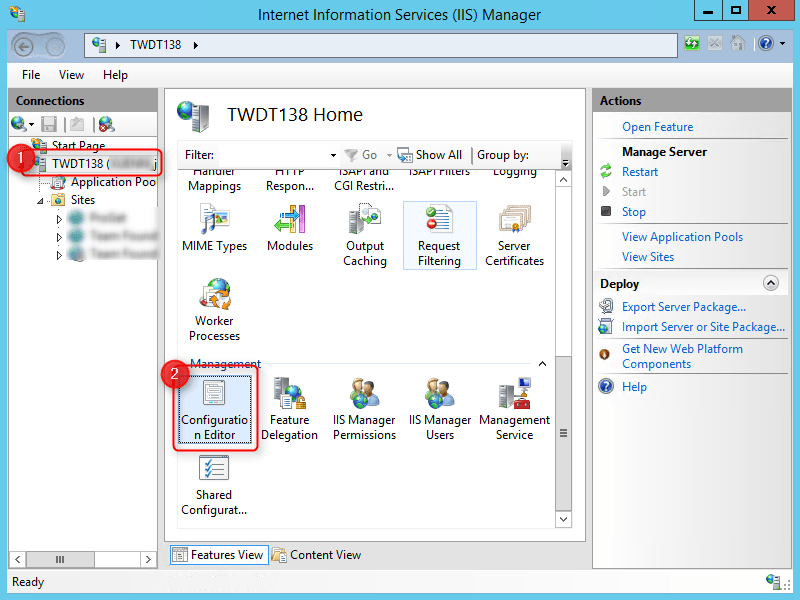 Internet Information Services (IIS) Manager
TWDT138
File View Help
Connections
Start Page
1
TWDT138 (
Application Poo
Sites
TWDT138 Home
Filter: Go Show All Group by:
Handler HTTP ISAPI and ISAPI Filters Logging
Mappings Respon... CGI Restri...
MIME Types Modules Output Request Server
Caching Filtering Certificates
Worker
Processes
Management
2
Configuratio Feature IIS Manager IIS Manager Management
n Editor Delegation Permissions Users Service
Shared
Configurat...
Features View Content View
Actions
Open Feature
Manage Server
Restart
Start
Stop
View Application Pools
View Sites
Deploy
Export Server Package...
Import Server or Site Package...
Get New Web Platform
Components
Help
Ready